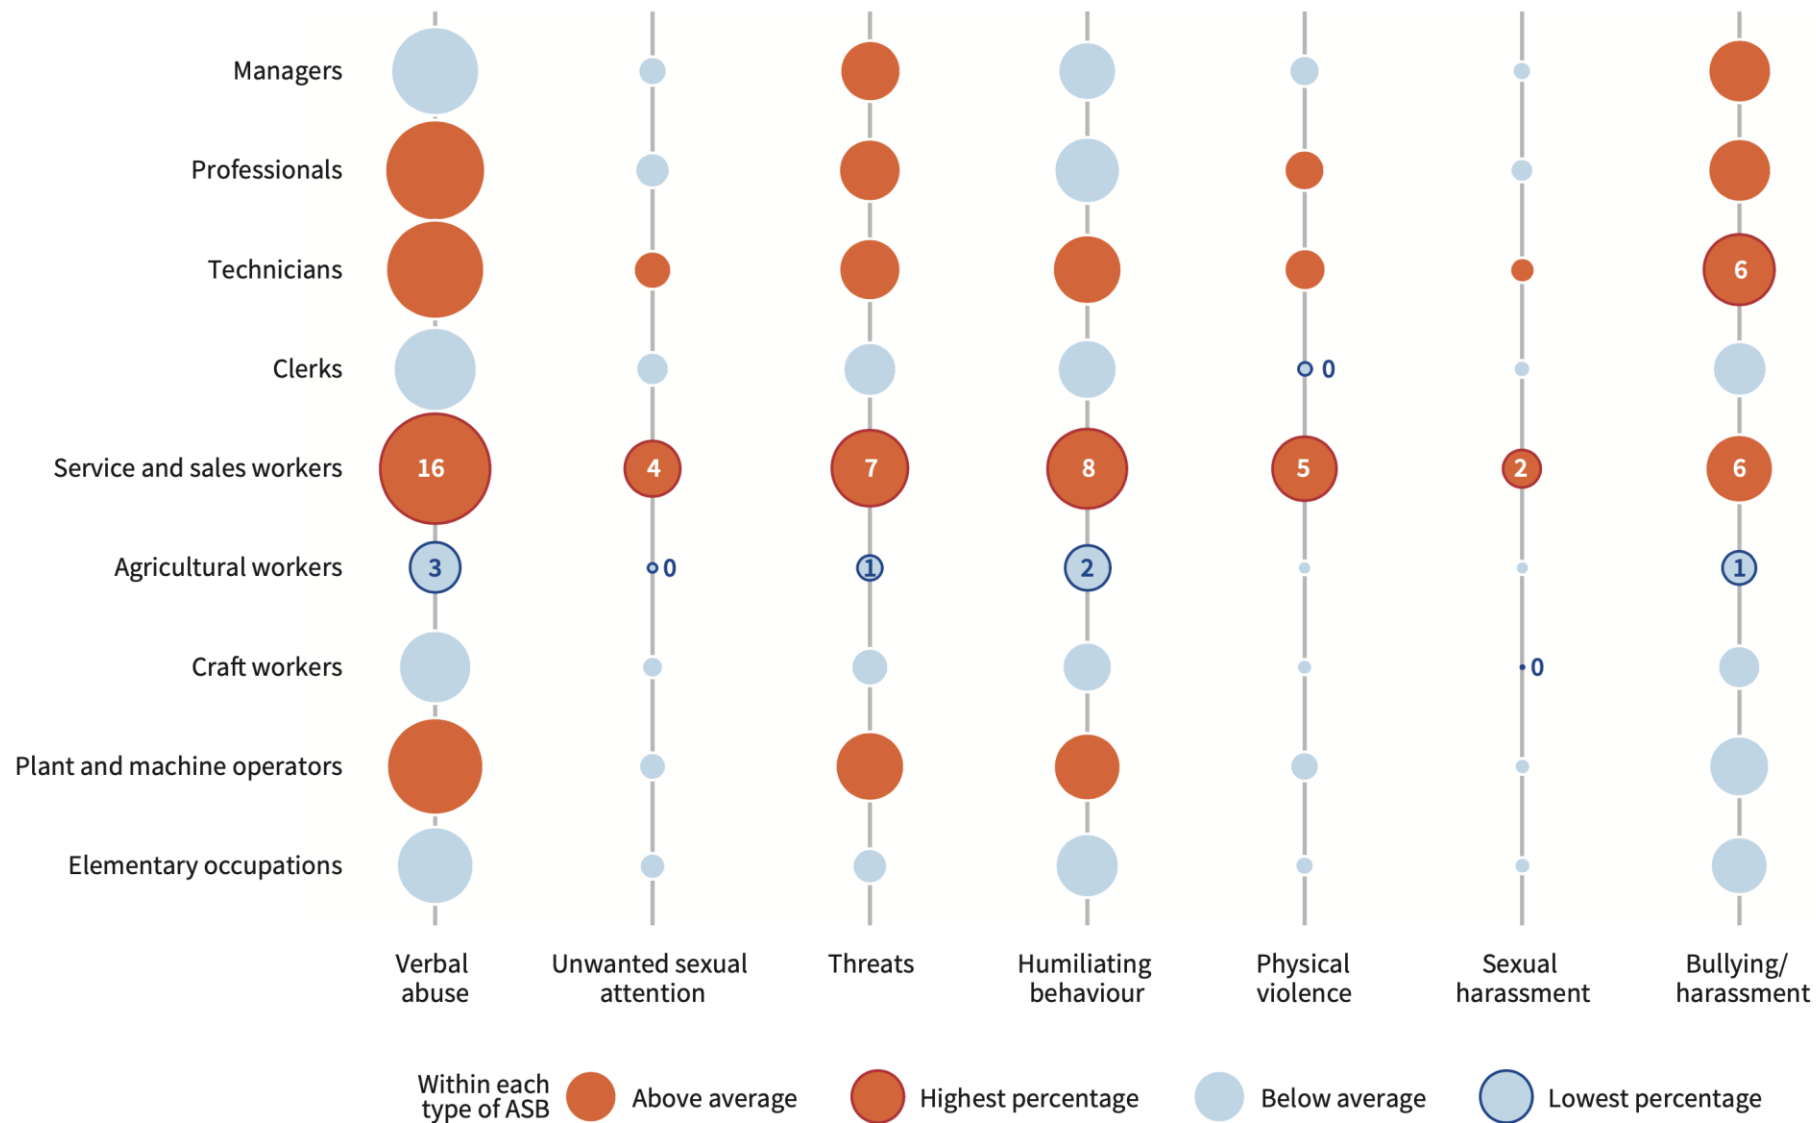 Managers
Professionals
Technicians
6
Clerks
0
Service and sales workers
16
4
7
8
5
2
6
Agricultural workers
3
0
1
2
1
Craft workers
0
Plant and machine operators
Elementary occupations
Verbal
abuse
Unwanted sexual
attention
Threats
Humiliating
behaviour
Physical
violence
Sexual
harassment
Bullying/
harassment
Within each
type of ASB
Above average
Highest percentage
Below average
Lowest percentage